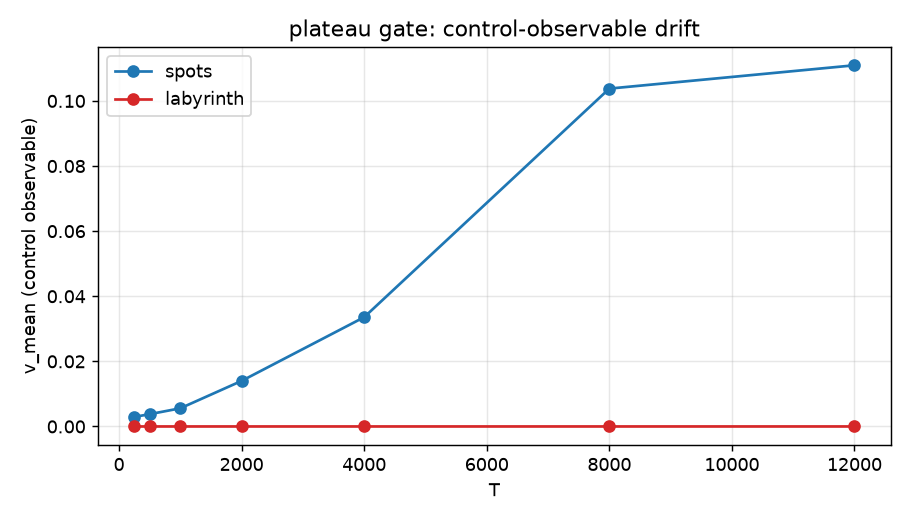 plateau gate: control-observable drift
spots
labyrinth
v_mean (control observable)
0.10
0.08
0.06
0.04
0.02
0.00
0 2000 4000 6000 8000 10000 12000
T